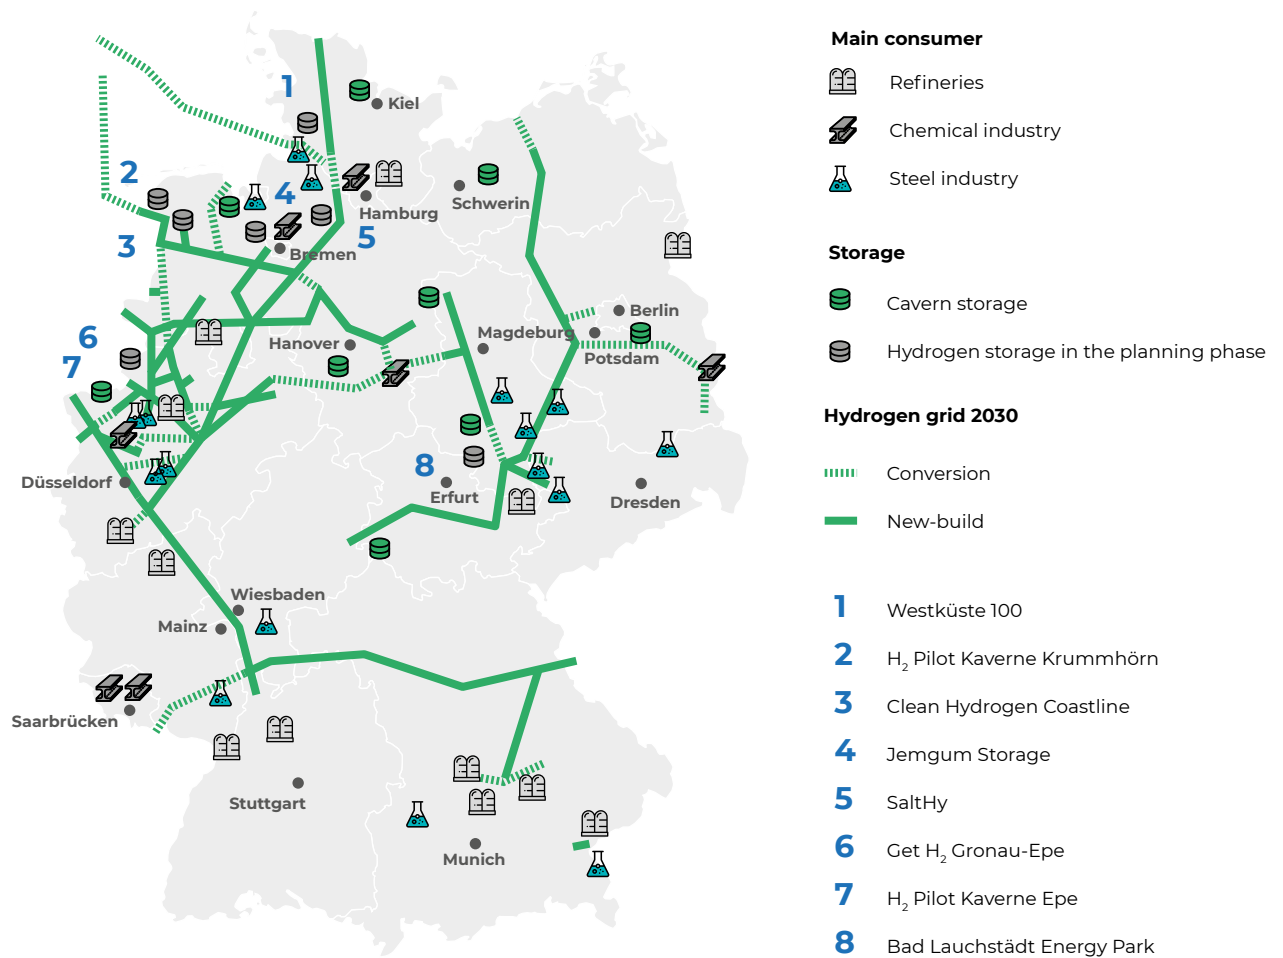 Main consumer
Refineries
Chemical industry
Steel industry
Storage
Cavern storage
Hydrogen storage in the planning phase
Hydrogen grid 2030
Conversion
New-build
1 Westküste 100
2 H₂ Pilot Kaverne Krummhörn
3 Clean Hydrogen Coastline
4 Jemgum Storage
5 SaltHy
6 Get H₂ Gronau-Epe
7 H₂ Pilot Kaverne Epe
8 Bad Lauchstädt Energy Park
1
Kiel
2
4
Schwerin
Hamburg
5
3
Bremen
Berlin
6
Magdeburg
Hanover
Potsdam
7
8
Düsseldorf
Erfurt
Dresden
Wiesbaden
Mainz
Saarbrücken
Stuttgart
Munich